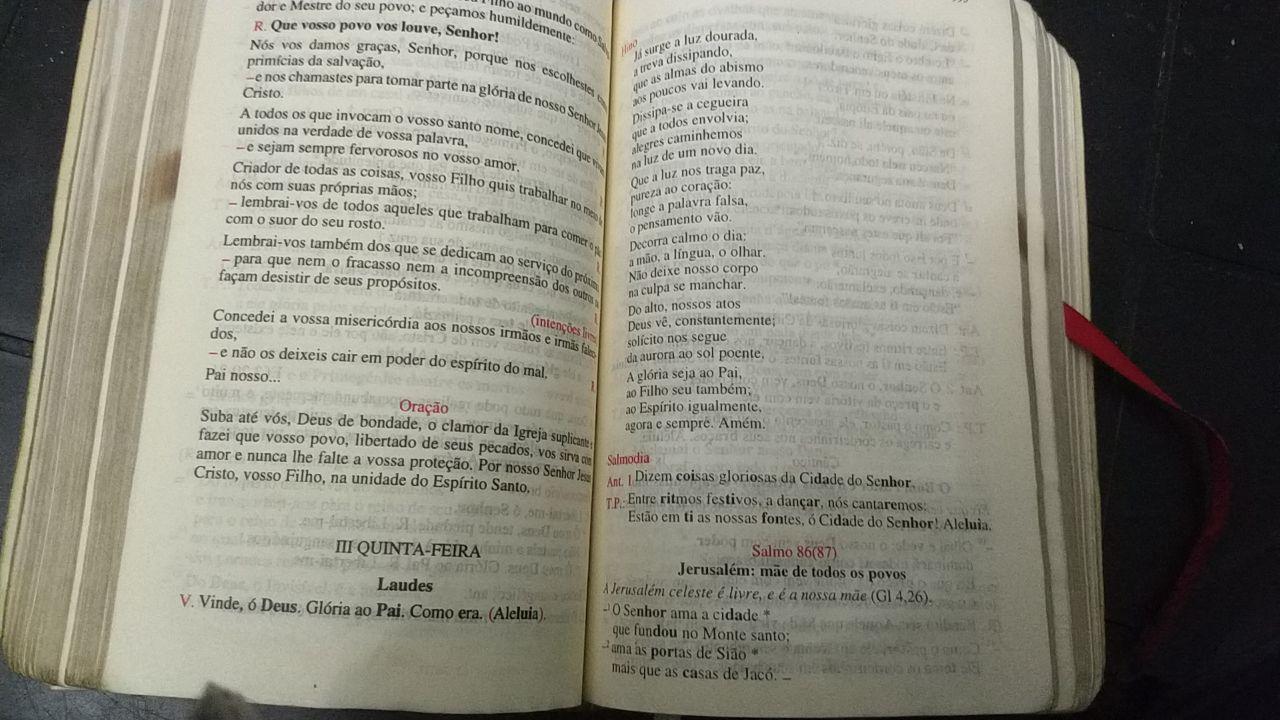 Filho ao mundo como
dor e Mestre do seu povo; e peçamos humildemente:
R. Que vosso povo vos louve, Senhor!
Nós vos damos graças, Senhor, porque nos escolhestes como
primícias da salvação,
– e nos chamastes para tomar parte na glória de nosso Senhor Jesus
Cristo.
A todos os que invocam o vosso santo nome, concedei que vivam
unidos na verdade de vossa palavra,
– e sejam sempre fervorosos no vosso amor.
Criador de todas as coisas, vosso Filho quis trabalhar no meio de
nós com suas próprias mãos;
– lembrai-vos de todos aqueles que trabalham para comer o pão
com o suor do seu rosto.
Lembrai-vos também dos que se dedicam ao serviço do próximo
– para que nem o fracasso nem a incompreensão dos outros os
façam desistir de seus propósitos.
(intenções livres)
Concedei a vossa misericórdia aos nossos irmãos e irmãs faleci-
dos,
– e não os deixeis cair em poder do espírito do mal.
Pai nosso...
Oração
Suba até vós, Deus de bondade, o clamor da Igreja suplicante e
fazei que vosso povo, libertado de seus pecados, vos sirva com
amor e nunca lhe falte a vossa proteção. Por nosso Senhor Jesus
Cristo, vosso Filho, na unidade do Espírito Santo.
III QUINTA-FEIRA
Laudes
V. Vinde, ó Deus. Glória ao Pai. Como era. (Aleluia).
Hino
Já surge a luz dourada,
a treva dissipando,
que as almas do abismo
aos poucos vai levando.
Dissipa-se a cegueira
que a todos envolvia;
alegres caminhemos
na luz de um novo dia.
Que a luz nos traga paz,
pureza ao coração:
longe a palavra falsa,
o pensamento vão.
Decorra calmo o dia:
a mão, a língua, o olhar.
Não deixe nosso corpo
na culpa se manchar.
Do alto, nossos atos
Deus vê, constantemente;
solícito nos segue
da aurora ao sol poente.
A glória seja ao Pai,
ao Filho seu também;
ao Espírito igualmente,
agora e sempre. Amém.
Salmodia
Ant. 1 Dizem coisas gloriosas da Cidade do Senhor.
T.P.: Entre ritmos festivos, a dançar, nós cantaremos:
Estão em ti as nossas fontes, ó Cidade do Senhor! Aleluia.
Salmo 86(87)
Jerusalém: mãe de todos os povos
A Jerusalém celeste é livre, e é a nossa mãe (Gl 4,26).
–¹ O Senhor ama a cidade *
que fundou no Monte santo;
–² ama as portas de Sião *
mais que as casas de Jacó. –